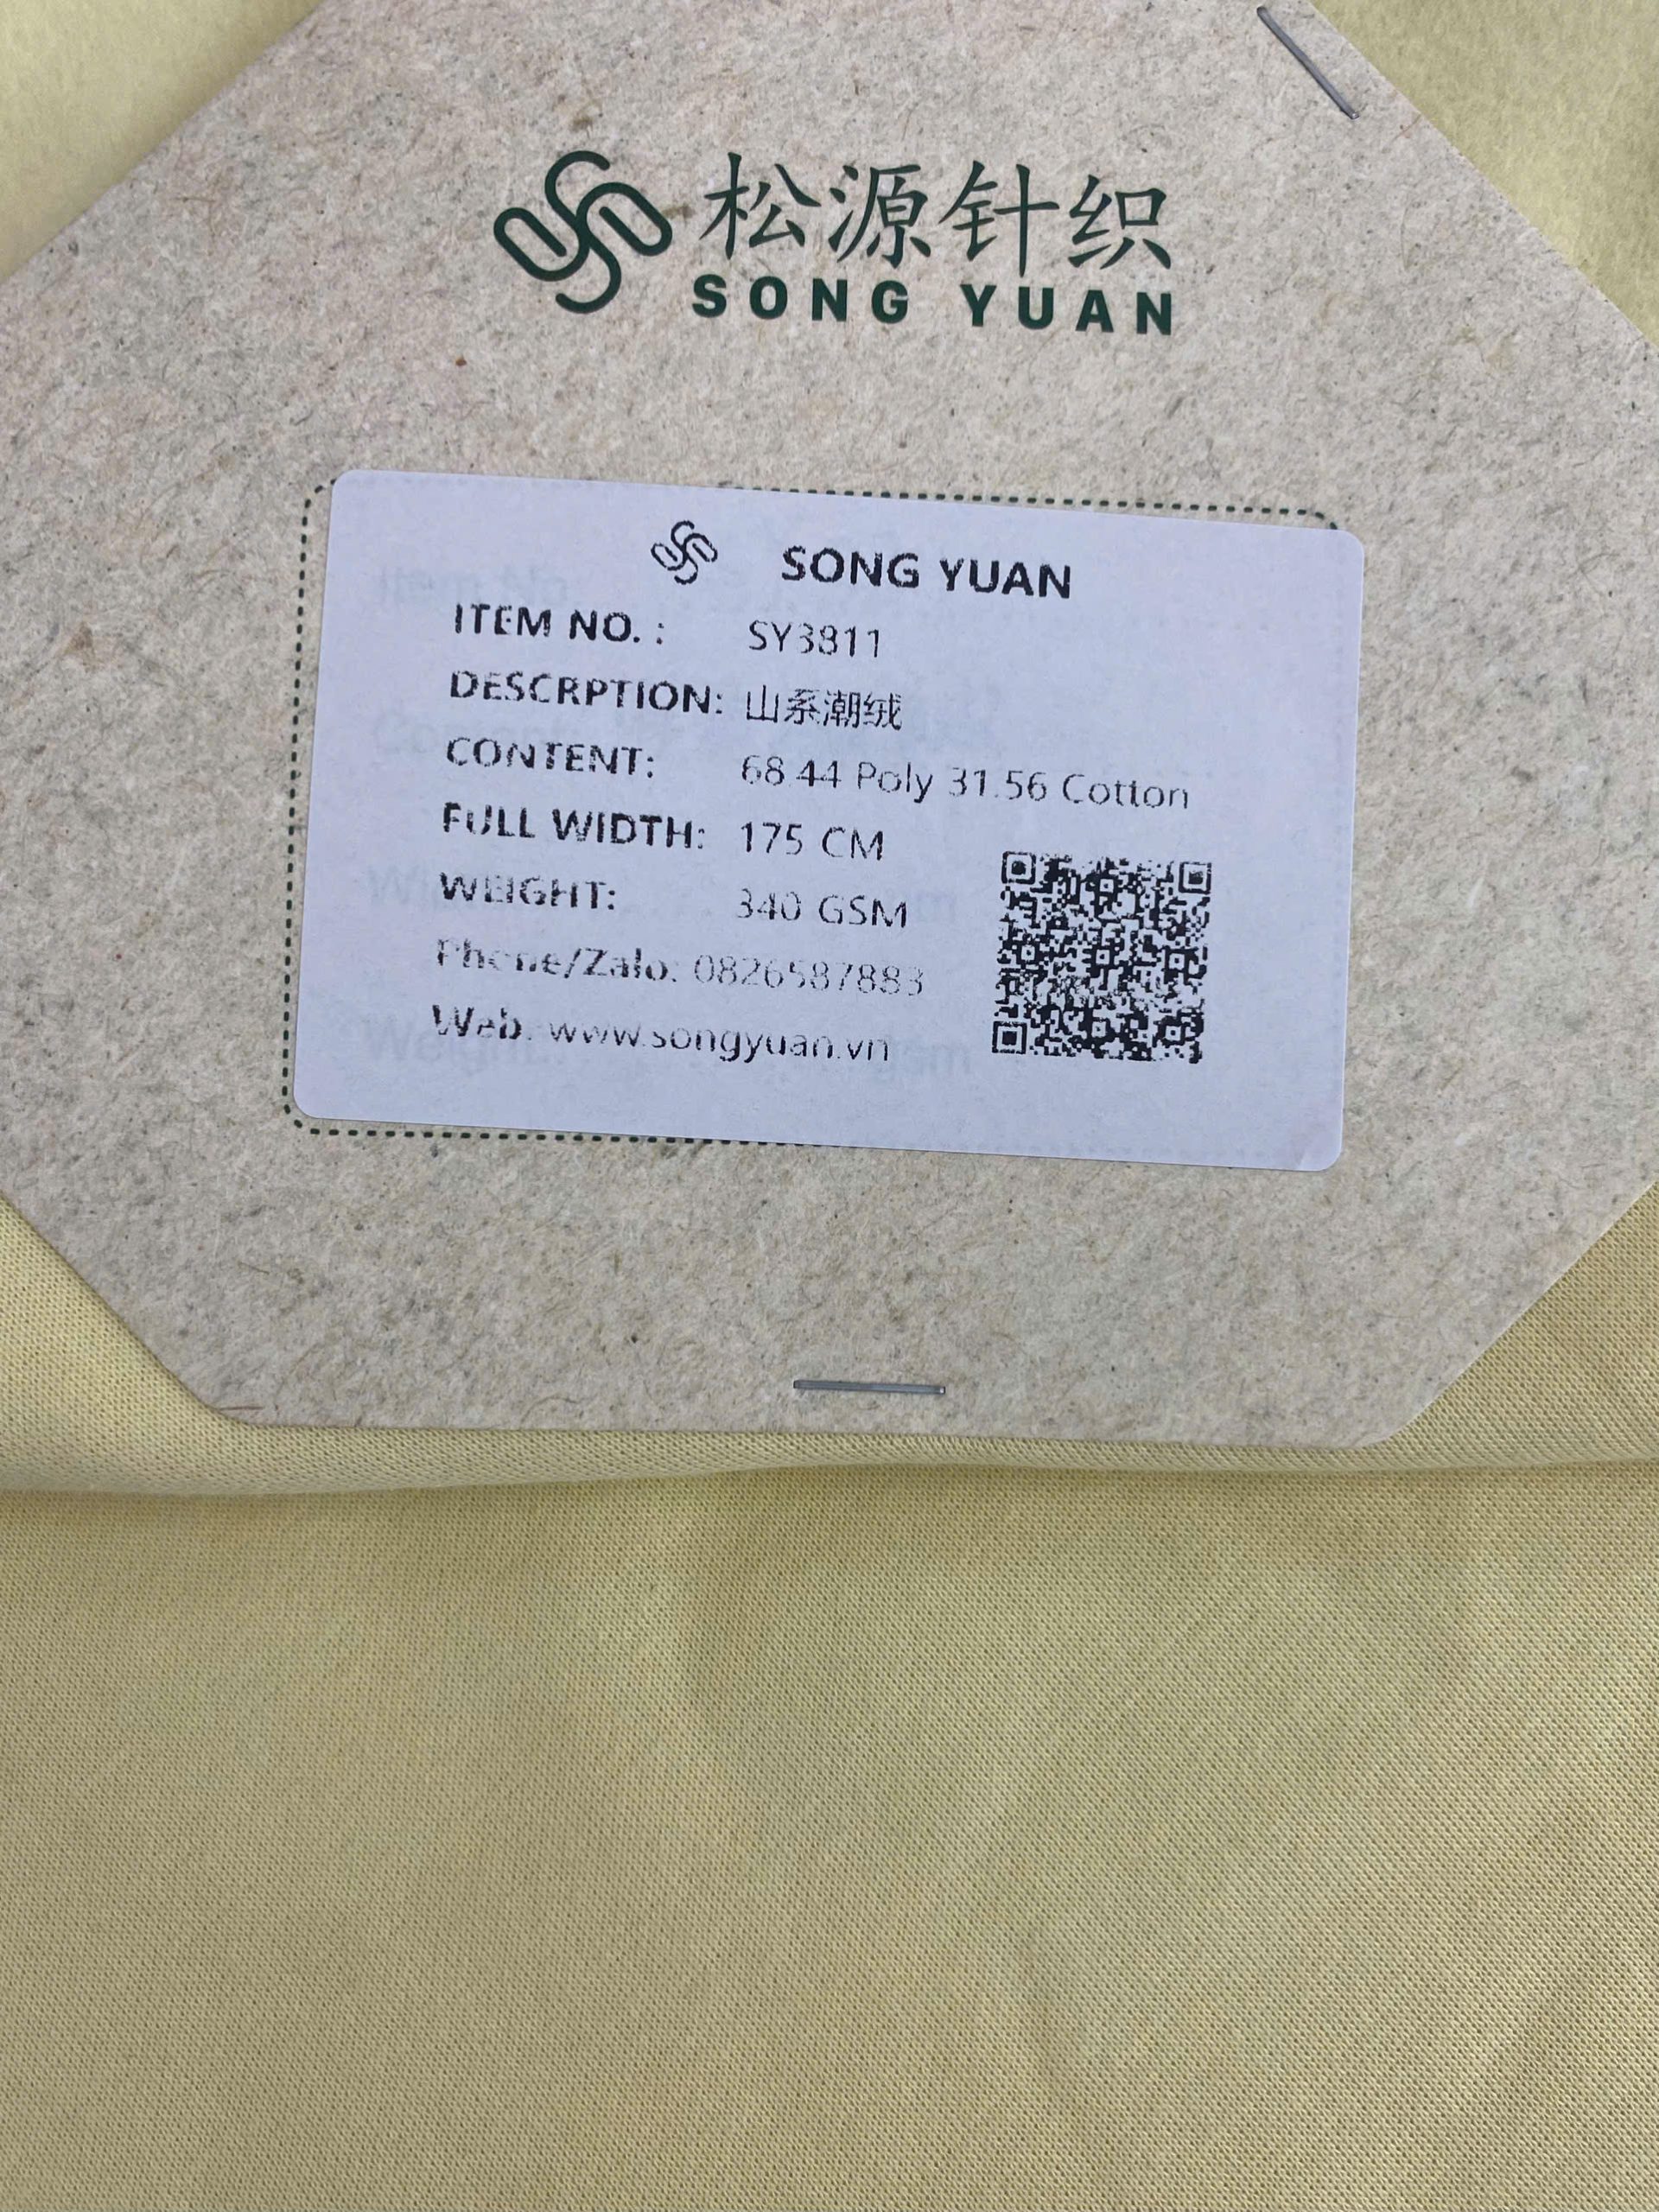 松源针织
SONG YUAN
SONG YUAN
ITEM NO. : SY3811
DESCRPTION: 山系潮绒
CONTENT: 68.44 Poly 31.56 Cotton
FULL WIDTH: 175 CM
WEIGHT: 340 GSM
Phone/Zalo: 0826587883
Web: www.songyuan.vn